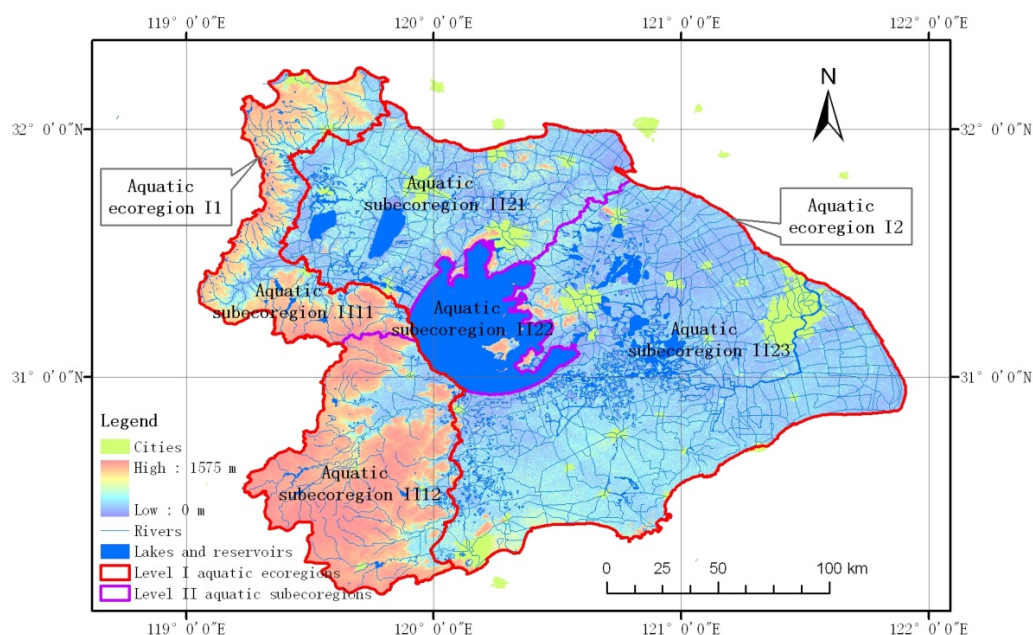 119° 0'0"E
120° 0'0"E
121° 0'0"E
122° 0'0"E
N
32° 0'0"N
32° 0'0"N
Aquatic
ecoregion I1
Aquatic
subecoregion II21
Aquatic
ecoregion I2
Aquatic
subecoregion II11
Aquatic
subecoregion II22
Aquatic
subecoregion II23
31° 0'0"N
31° 0'0"N
Aquatic
subecoregion II12
Legend
Cities
High : 1575 m
Low : 0 m
Rivers
Lakes and reservoirs
Level I aquatic ecoregions
Level II aquatic subecoregions
0 25 50 100 km
119° 0'0"E
120° 0'0"E
121° 0'0"E
122° 0'0"E